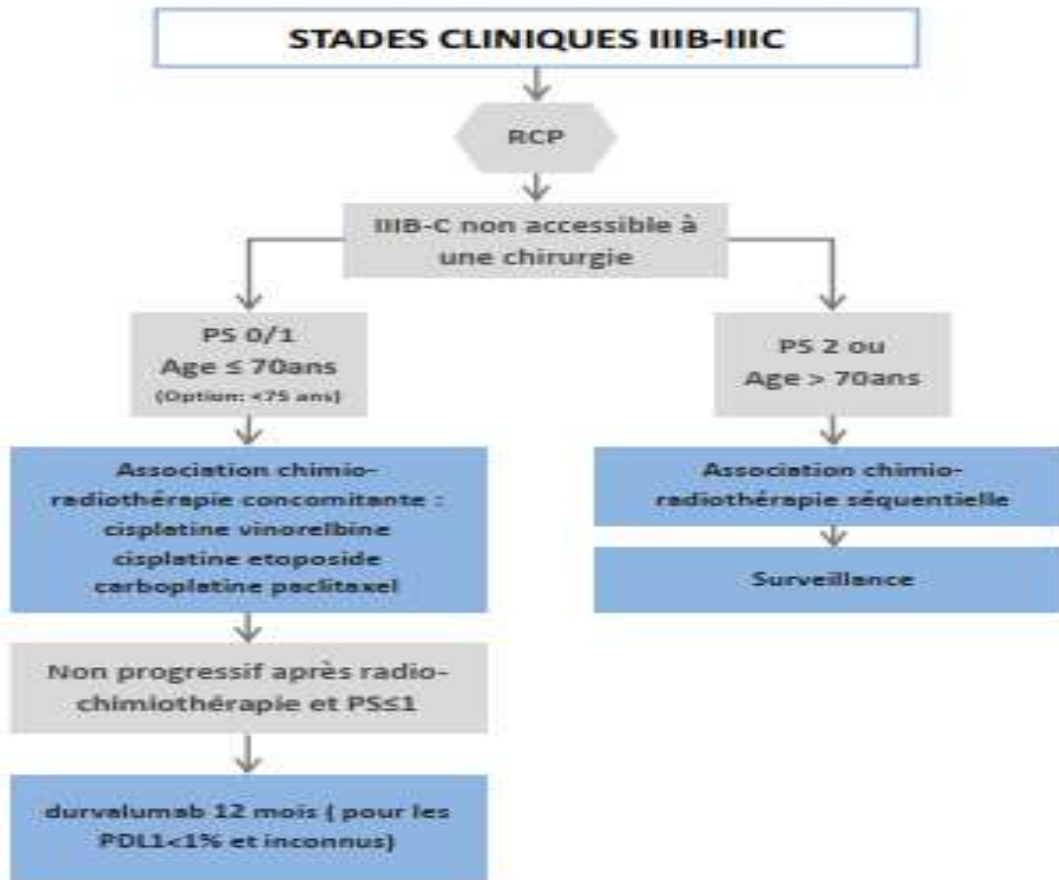 STADES CLINIQUES IIIB-IIIC
RCP
IIIB-C non accessible à
une chirurgie
PS 0/1
Age ≤ 70ans
(Option: <75 ans)
Association chimio-
radiothérapie concomitante :
cisplatine vinorelbine
cisplatine etoposide
carboplatine paclitaxel
Non progressif après radio-
chimiothérapie et PS≤1
durvalumab 12 mois ( pour les
PDL1<1% et inconnus)
PS 2 ou
Age > 70ans
Association chimio-
radiothérapie séquentielle
Surveillance